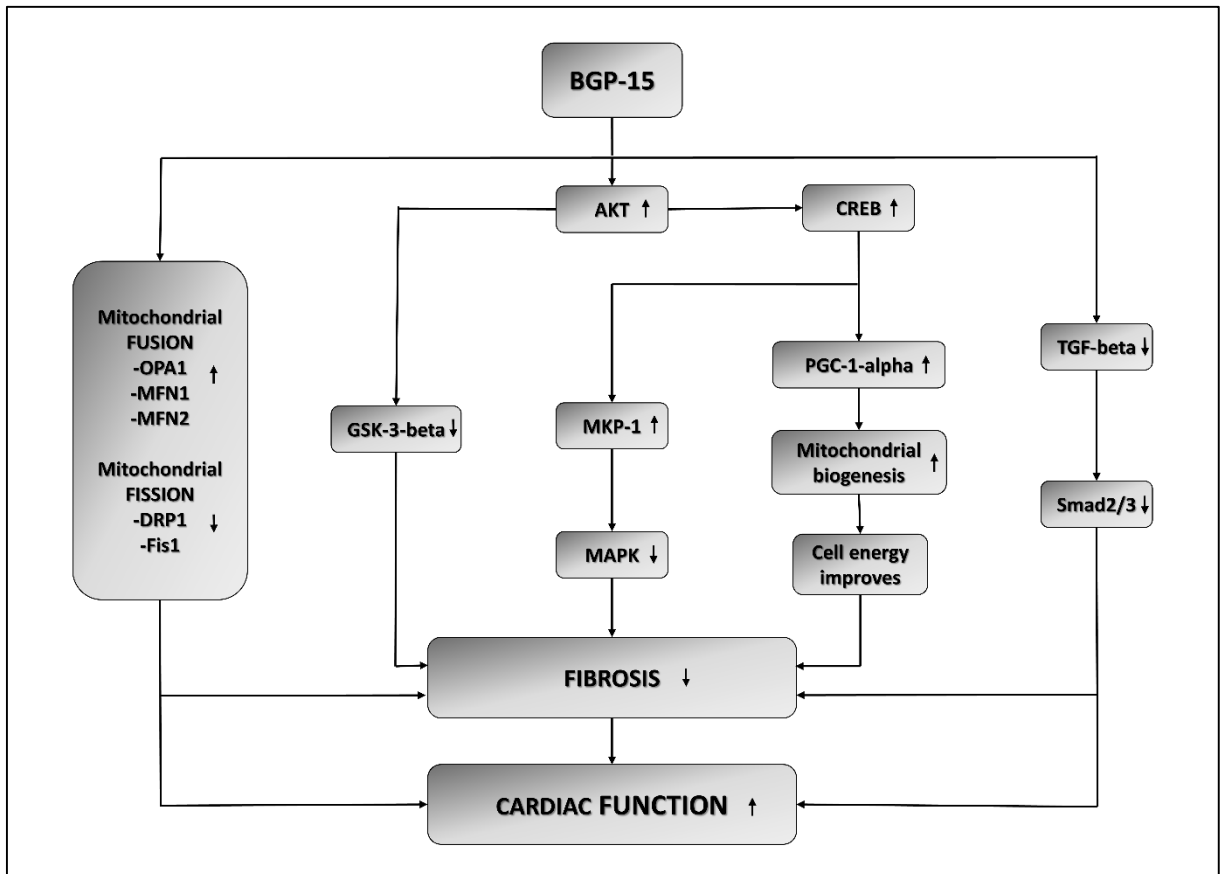 BGP-15
AKT ↑
CREB ↑
Mitochondrial
FUSION
-OPA1 ↑
-MFN1
-MFN2
Mitochondrial
FISSION
-DRP1 ↓
-Fis1
GSK-3-beta ↓
MKP-1 ↑
MAPK ↓
PGC-1-alpha ↑
Mitochondrial
biogenesis ↑
Cell energy
improves
TGF-beta ↓
Smad2/3 ↓
FIBROSIS ↓
CARDIAC FUNCTION ↑